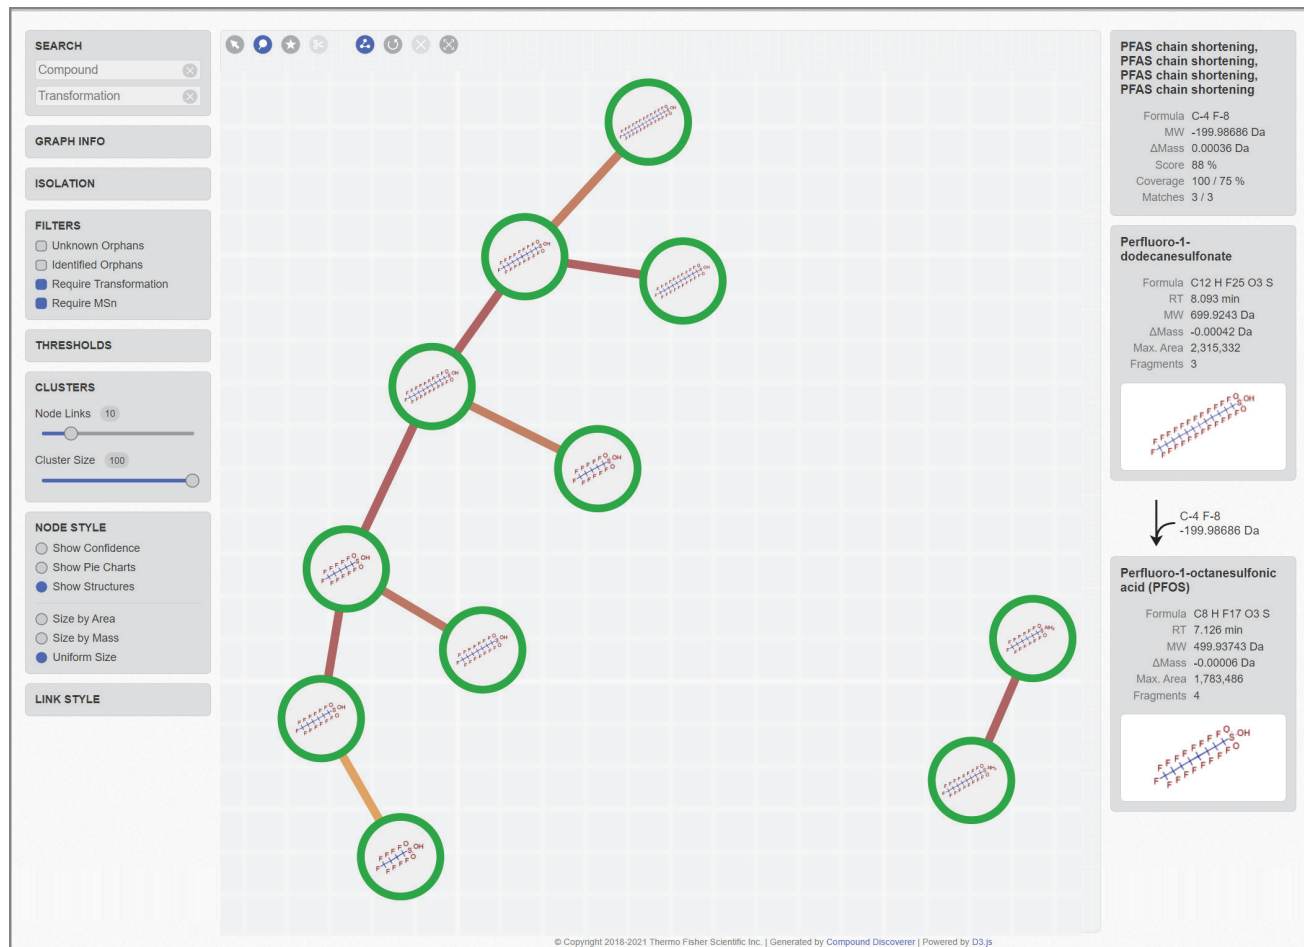 SEARCH
Compound
Transformation
GRAPH INFO
ISOLATION
FILTERS
Unknown Orphans
Identified Orphans
Require Transformation
Require MSn
THRESHOLDS
CLUSTERS
Node Links 10
Cluster Size 100
NODE STYLE
Show Confidence
Show Pie Charts
Show Structures
Size by Area
Size by Mass
Uniform Size
LINK STYLE
PFAS chain shortening,
PFAS chain shortening,
PFAS chain shortening,
PFAS chain shortening
Formula C-4 F-8
MW -199.98686 Da
ΔMass 0.00036 Da
Score 88 %
Coverage 100 / 75 %
Matches 3 / 3
Perfluoro-1-
dodecanesulfonate
Formula C12 H F25 O3 S
RT 8.093 min
MW 699.9243 Da
ΔMass -0.00042 Da
Max. Area 2,315,332
Fragments 3
C-4 F-8
-199.98686 Da
Perfluoro-1-octanesulfonic
acid (PFOS)
Formula C8 H F17 O3 S
RT 7.126 min
MW 499.93743 Da
ΔMass -0.00006 Da
Max. Area 1,783,486
Fragments 4
© Copyright 2018-2021 Thermo Fisher Scientific Inc. | Generated by Compound Discoverer | Powered by D3.js